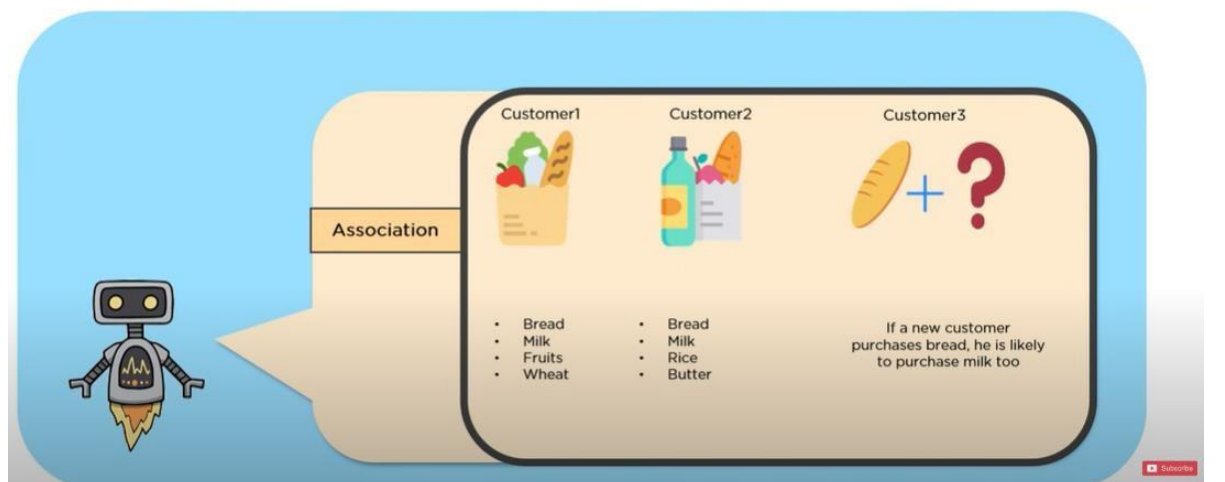 Customer1
Customer2
Customer3
Association
• Bread
• Milk
• Fruits
• Wheat
• Bread
• Milk
• Rice
• Butter
If a new customer
purchases bread, he is likely
to purchase milk too
Subscribe